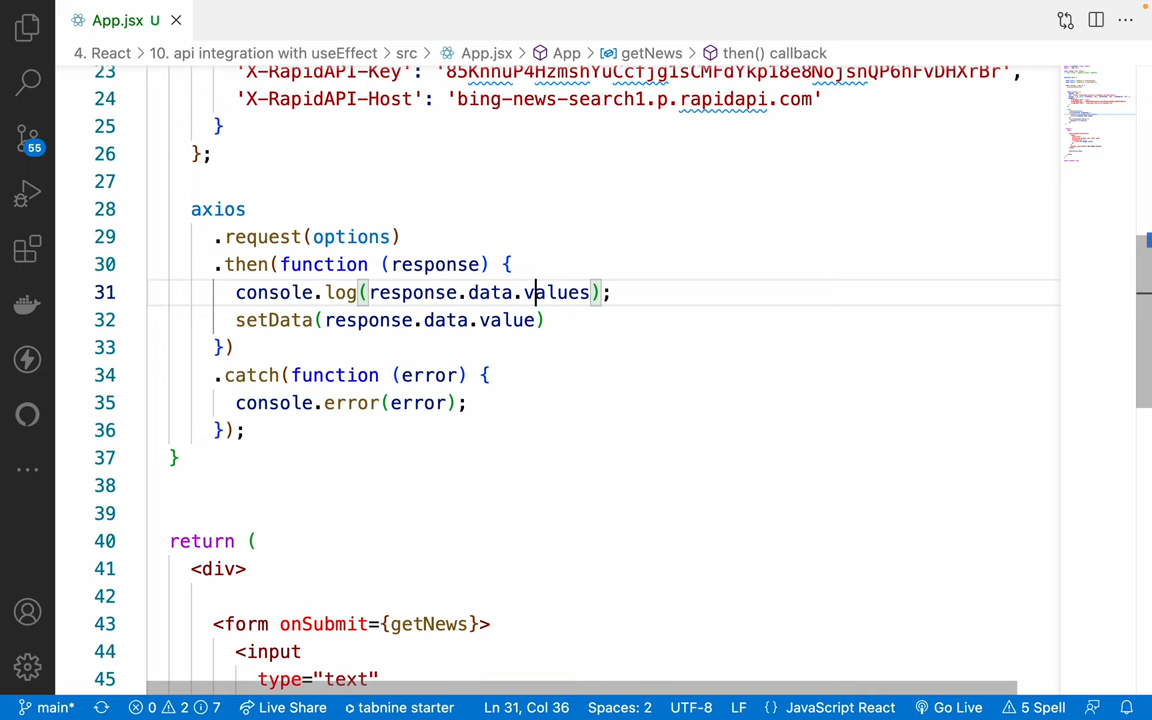 App.jsx U
4. React > 10. api integration with useEffect > src > App.jsx > App > getNews > then() callback
23 'X-RapidAPI-Key': '85KnnuP4HzmshYuCcfjg1sCMFdYkp18e8NojsnQP6hFvDHXrBr',
24 'X-RapidAPI-Host': 'bing-news-search1.p.rapidapi.com'
25 }
26 };
27
28 axios
29 .request(options)
30 .then(function (response) {
31 console.log(response.data.values);
32 setData(response.data.value)
33 })
34 .catch(function (error) {
35 console.error(error);
36 });
37 }
38
39
40 return (
41 <div>
42
43 <form onSubmit={getNews}>
44 <input
45 type="text"
55
main* 0 2 7 Live Share tabnine starter Ln 31, Col 36 Spaces: 2 UTF-8 LF {} JavaScript React Go Live 5 Spell